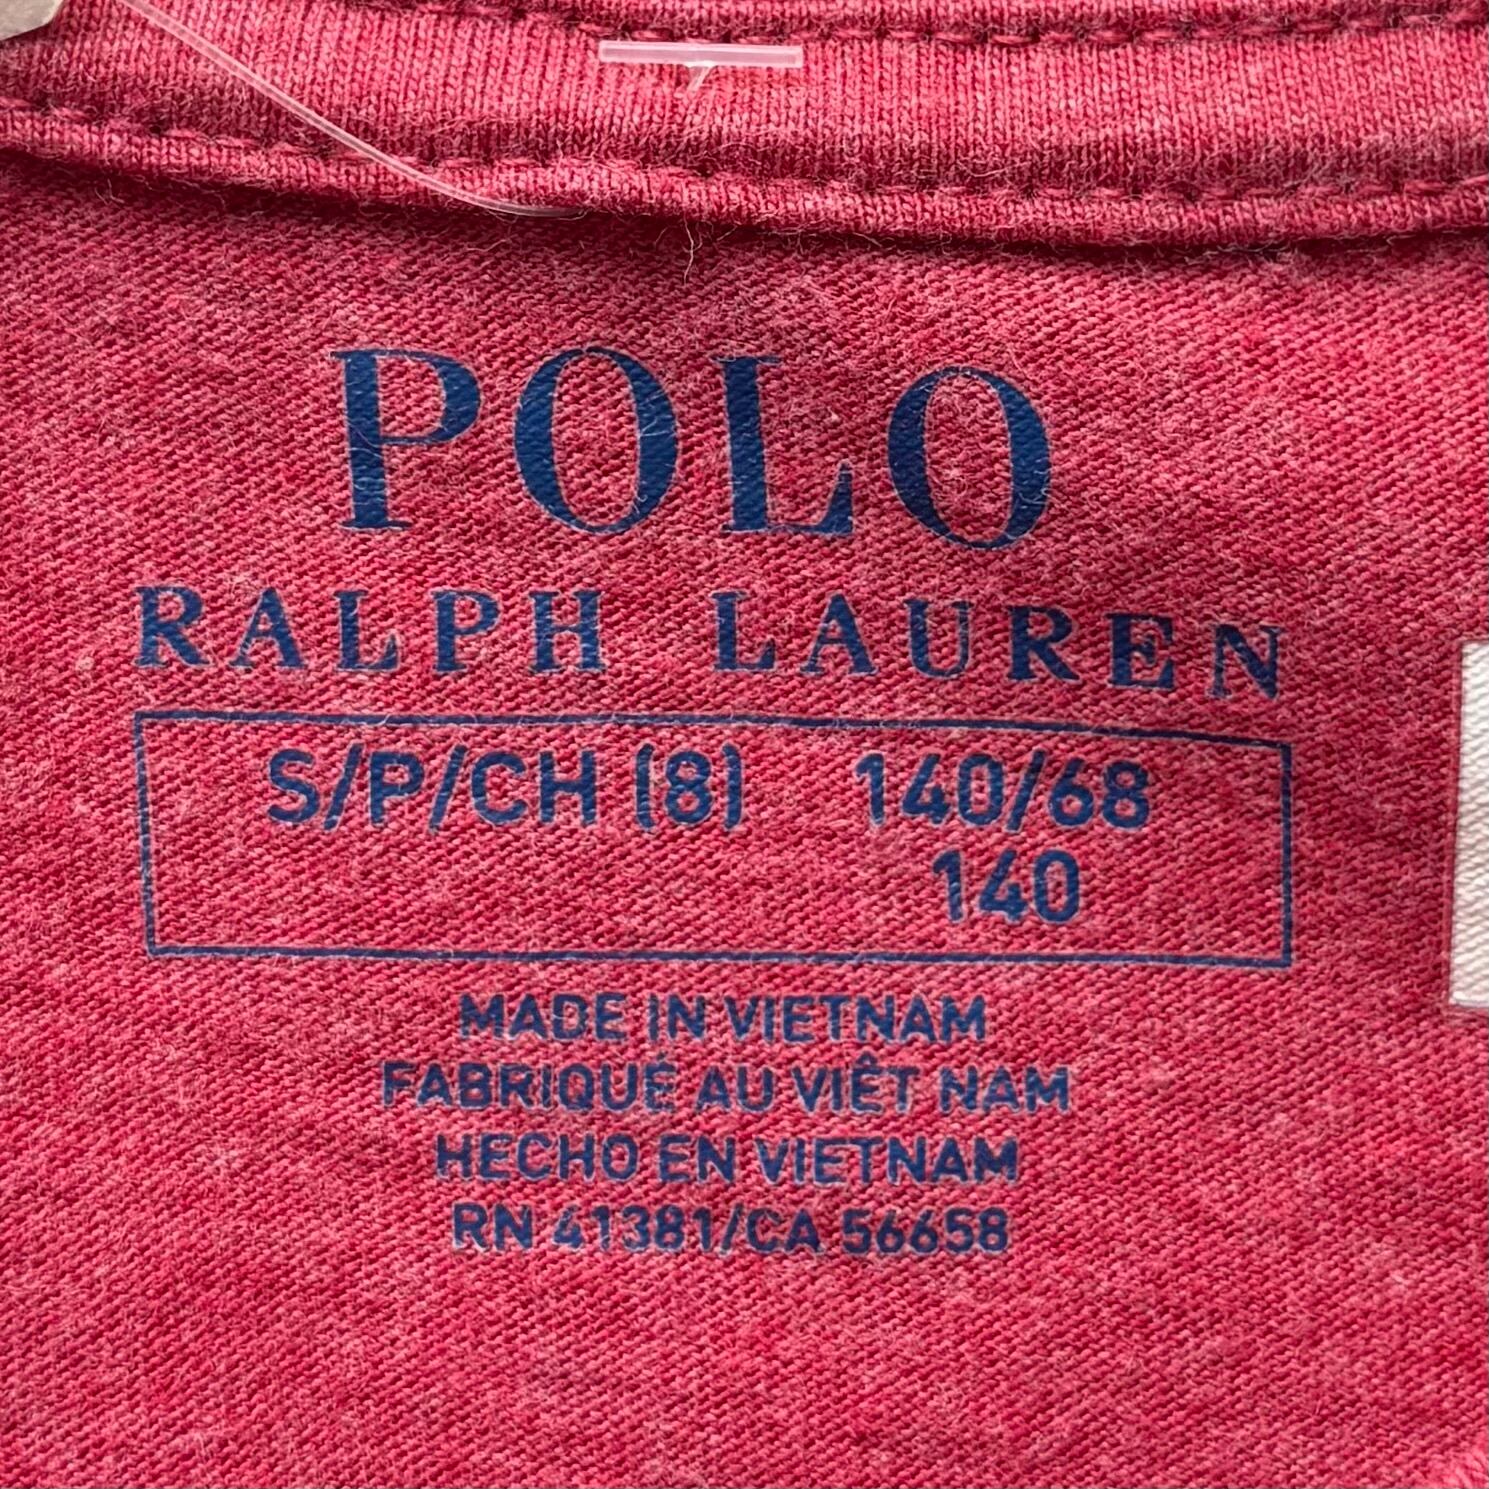 POLO
RALPH LAUREN
S/P/CH (8) 140/68
140
MADE IN VIETNAM
FABRIQUÉ AU VIÊT NAM
HECHO EN VIETNAM
RN 41381/CA 56658